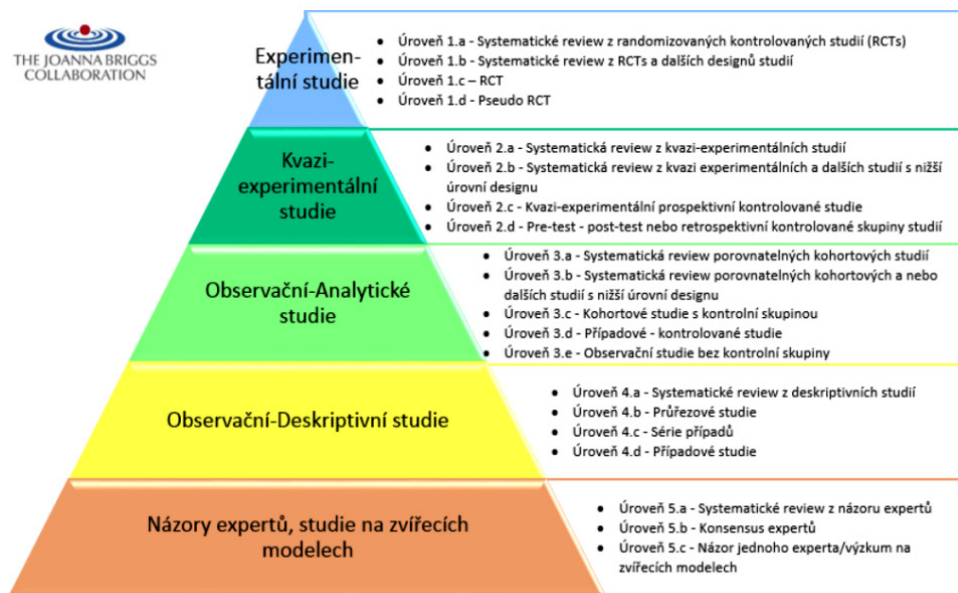 THE JOANNA BRIGGS
COLLABORATION
Experimen-
tální studie
• Úroveň 1.a - Systematické review z randomizovaných kontrolovaných studií (RCTs)
• Úroveň 1.b - Systematické review z RCTs a dalších designů studií
• Úroveň 1.c – RCT
• Úroveň 1.d - Pseudo RCT
Kvazi-
experimentální
studie
• Úroveň 2.a - Systematická review z kvazi-experimentálních studií
• Úroveň 2.b - Systematická review z kvazi experimentálních a dalších studií s nižší
úrovní designu
• Úroveň 2.c - Kvazi-experimentální prospektivní kontrolované studie
• Úroveň 2.d - Pre-test - post-test nebo retrospektivní kontrolované skupiny studií
Observační-Analytické
studie
• Úroveň 3.a - Systematická review porovnatelných kohortových studií
• Úroveň 3.b - Systematická review porovnatelných kohortových a nebo
dalších studií s nižší úrovní designu
• Úroveň 3.c - Kohortové studie s kontrolní skupinou
• Úroveň 3.d - Případové - kontrolované studie
• Úroveň 3.e - Observační studie bez kontrolní skupiny
Observační-Deskriptivní studie
• Úroveň 4.a - Systematické review z deskriptivních studií
• Úroveň 4.b - Průřezové studie
• Úroveň 4.c - Série případů
• Úroveň 4.d - Případové studie
Názory expertů, studie na zvířecích
modelech
• Úroveň 5.a - Systematické review z názoru expertů
• Úroveň 5.b - Konsensus expertů
• Úroveň 5.c - Názor jednoho experta/výzkum na
zvířecích modelech